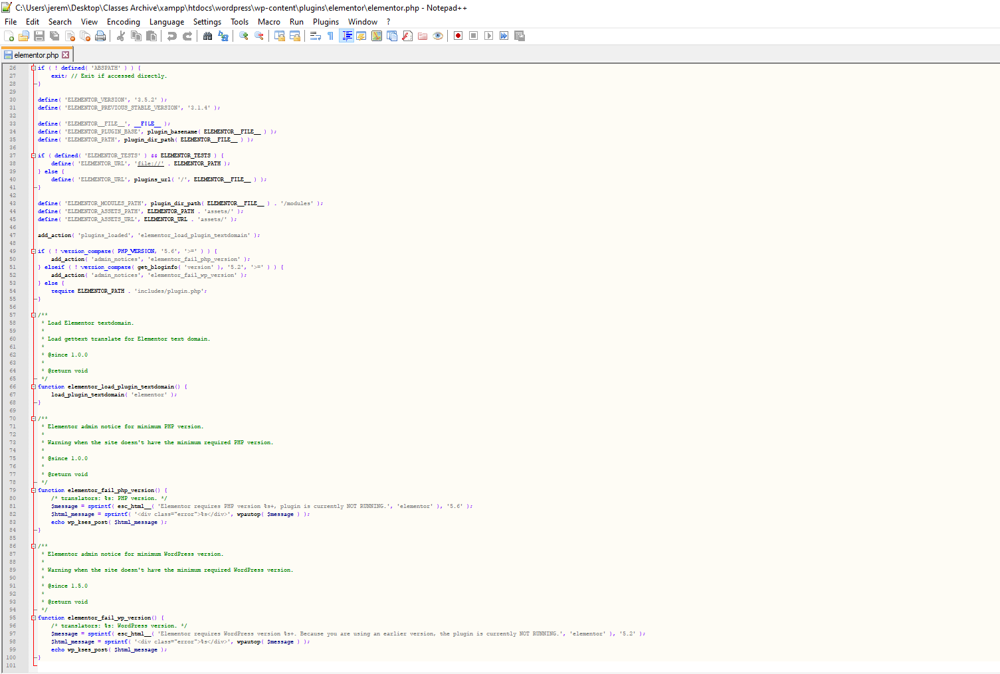 C:\Users\jerem\Desktop\Classes Archive\xampp\htdocs\wordpress\wp-content\plugins\elementor\elementor.php - Notepad++
File Edit Search View Encoding Language Settings Tools Macro Run Plugins Window ?
elementor.php
26 if ( ! defined( 'ABSPATH' ) ) {
27 exit; // Exit if accessed directly.
28 }
29
30 define( 'ELEMENTOR_VERSION', '3.5.2' );
31 define( 'ELEMENTOR_PREVIOUS_STABLE_VERSION', '3.1.4' );
32
33 define( 'ELEMENTOR__FILE__', __FILE__ );
34 define( 'ELEMENTOR_PLUGIN_BASE', plugin_basename( ELEMENTOR__FILE__ ) );
35 define( 'ELEMENTOR_PATH', plugin_dir_path( ELEMENTOR__FILE__ ) );
36
37 if ( defined( 'ELEMENTOR_TESTS' ) && ELEMENTOR_TESTS ) {
38 define( 'ELEMENTOR_URL', 'file://' . ELEMENTOR_PATH );
39 } else {
40 define( 'ELEMENTOR_URL', plugins_url( '/', ELEMENTOR__FILE__ ) );
41 }
42
43 define( 'ELEMENTOR_MODULES_PATH', plugin_dir_path( ELEMENTOR__FILE__ ) . '/modules' );
44 define( 'ELEMENTOR_ASSETS_PATH', ELEMENTOR_PATH . 'assets/' );
45 define( 'ELEMENTOR_ASSETS_URL', ELEMENTOR_URL . 'assets/' );
46
47 add_action( 'plugins_loaded', 'elementor_load_plugin_textdomain' );
48
49 if ( ! version_compare( PHP_VERSION, '5.6', '>=' ) ) {
50 add_action( 'admin_notices', 'elementor_fail_php_version' );
51 } elseif ( ! version_compare( get_bloginfo( 'version' ), '5.2', '>=' ) ) {
52 add_action( 'admin_notices', 'elementor_fail_wp_version' );
53 } else {
54 require ELEMENTOR_PATH . 'includes/plugin.php';
55 }
56
57 /**
58 * Load Elementor textdomain.
59 *
60 * Load gettext translate for Elementor text domain.
61 *
62 * @since 1.0.0
63 *
64 * @return void
65 */
66 function elementor_load_plugin_textdomain() {
67 load_plugin_textdomain( 'elementor' );
68 }
69
70 /**
71 * Elementor admin notice for minimum PHP version.
72 *
73 * Warning when the site doesn't have the minimum required PHP version.
74 *
75 * @since 1.0.0
76 *
77 * @return void
78 */
79 function elementor_fail_php_version() {
80 /* translators: %s: PHP version. */
81 $message = sprintf( esc_html__( 'Elementor requires PHP version %s+, plugin is currently NOT RUNNING.', 'elementor' ), '5.6' );
82 $html_message = sprintf( '<div class="error">%s</div>', wpautop( $message ) );
83 echo wp_kses_post( $html_message );
84 }
85
86 /**
87 * Elementor admin notice for minimum WordPress version.
88 *
89 * Warning when the site doesn't have the minimum required WordPress version.
90 *
91 * @since 1.5.0
92 *
93 * @return void
94 */
95 function elementor_fail_wp_version() {
96 /* translators: %s: WordPress version. */
97 $message = sprintf( esc_html__( 'Elementor requires WordPress version %s+. Because you are using an earlier version, the plugin is currently NOT RUNNING.', 'elementor' ), '5.2' );
98 $html_message = sprintf( '<div class="error">%s</div>', wpautop( $message ) );
99 echo wp_kses_post( $html_message );
100 }
101